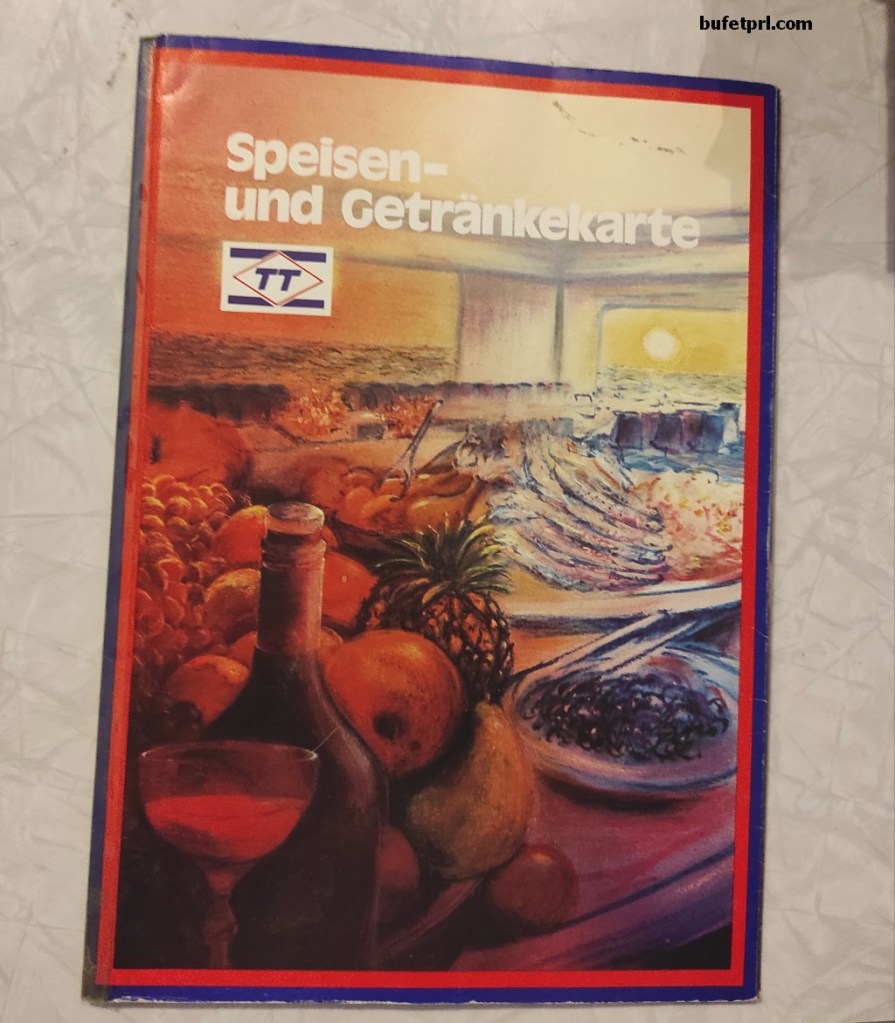 bufetprl.com
Speisen-
und Getränkekarte
TT